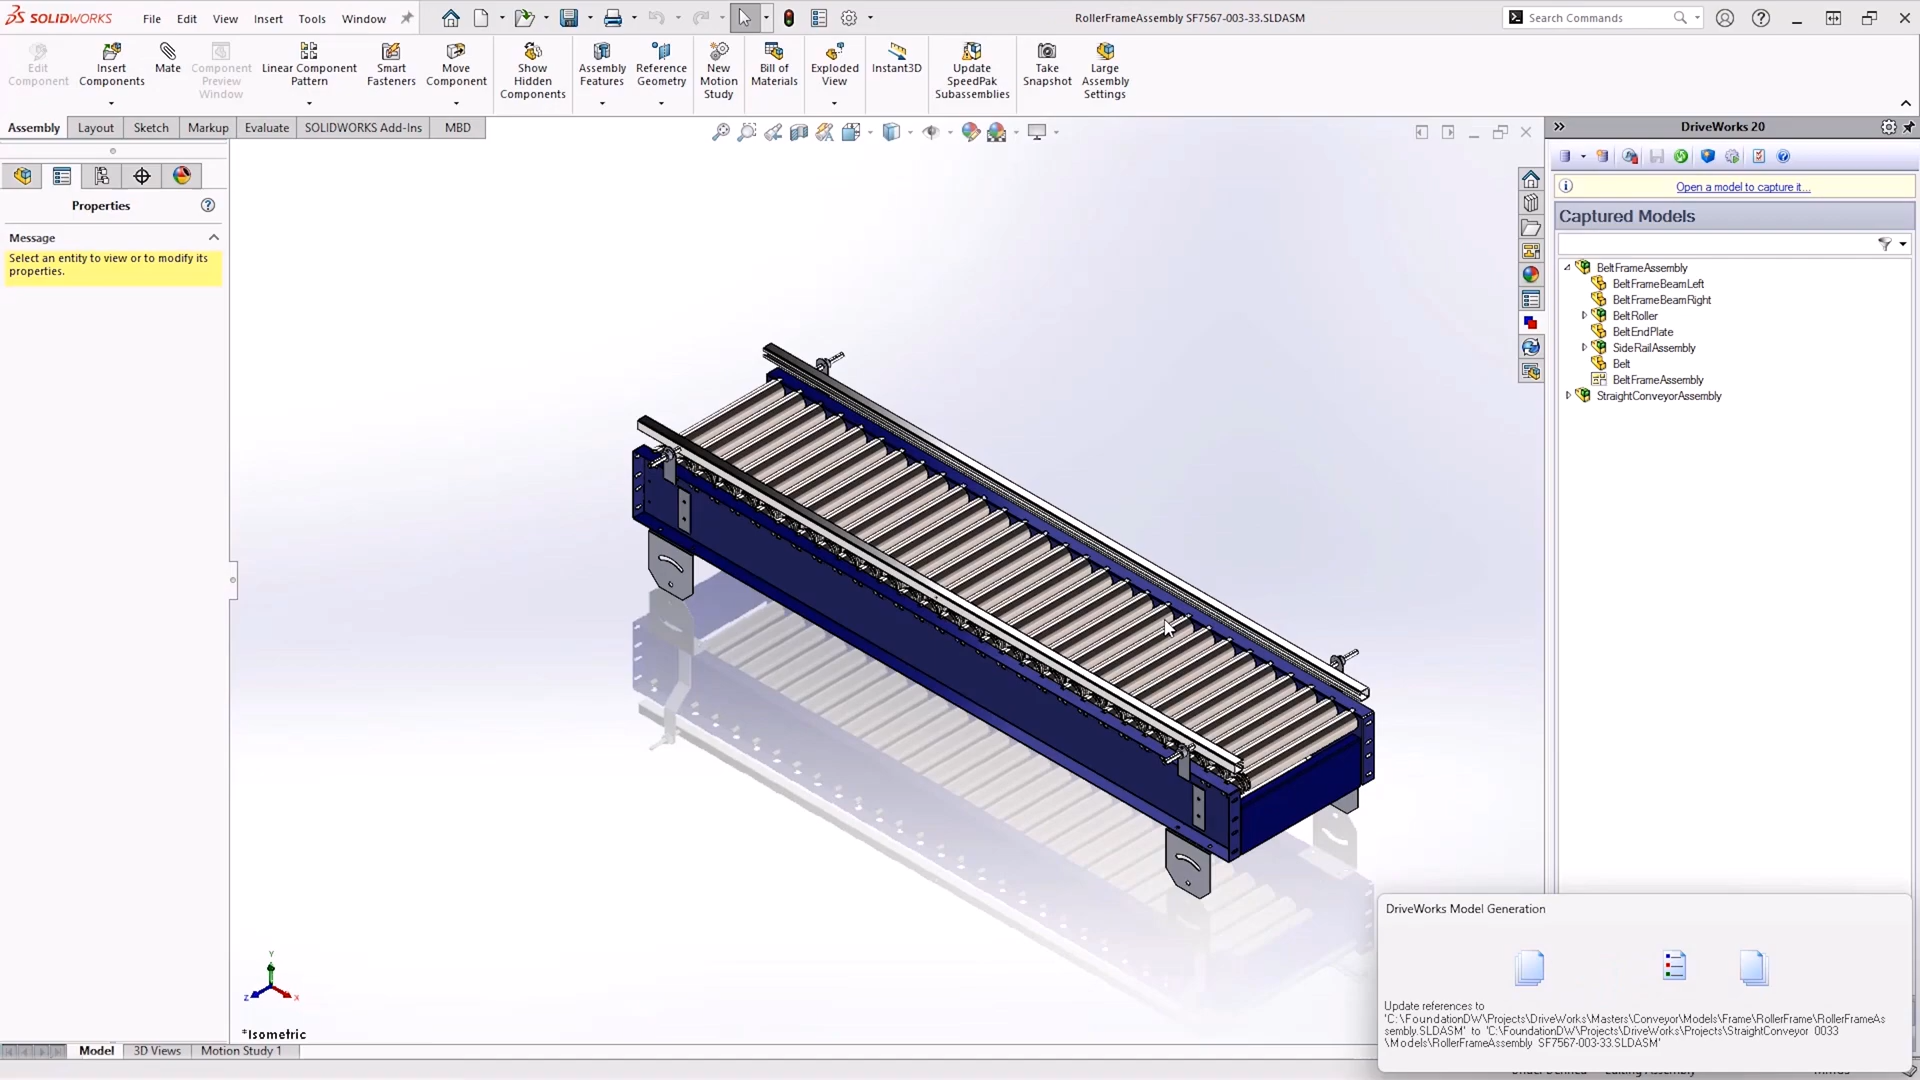 SOLIDWORKS File Edit View Insert Tools Window
RollerFrameAssembly SF7567-003-33.SLDASM
Search Commands
Edit Component
Insert Components
Mate
Component Preview Window
Linear Component Pattern
Smart Fasteners
Move Component
Show Hidden Components
Assembly Features
Reference Geometry
New Motion Study
Bill of Materials
Exploded View
Instant3D
Update SpeedPak Subassemblies
Take Snapshot
Large Assembly Settings
Assembly Layout Sketch Markup Evaluate SOLIDWORKS Add-Ins MBD
Properties
Message
Select an entity to view or to modify its
properties.
DriveWorks 20
Open a model to capture it...
Captured Models
BeltFrameAssembly
BeltFrameBeamLeft
BeltFrameBeamRight
BeltRoller
BeltEndPlate
SideRailAssembly
Belt
BeltFrameAssembly
StraightConveyorAssembly
Y
Z
X
*Isometric
DriveWorks Model Generation
Update references to
'C:\FoundationDW\Projects\DriveWorks\Masters\Conveyor\Models\Frame\RollerFrame\RollerFrameAs
sembly.SLDASM' to 'C:\FoundationDW\Projects\DriveWorks\Projects\StraightConveyor 0033
\Models\RollerFrameAssembly SF7567-003-33.SLDASM'
Model 3D Views Motion Study 1